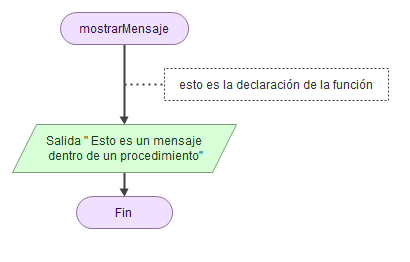 mostrarMensaje
esto es la declaración de la función
Salida " Esto es un mensaje
dentro de un procedimiento"
Fin